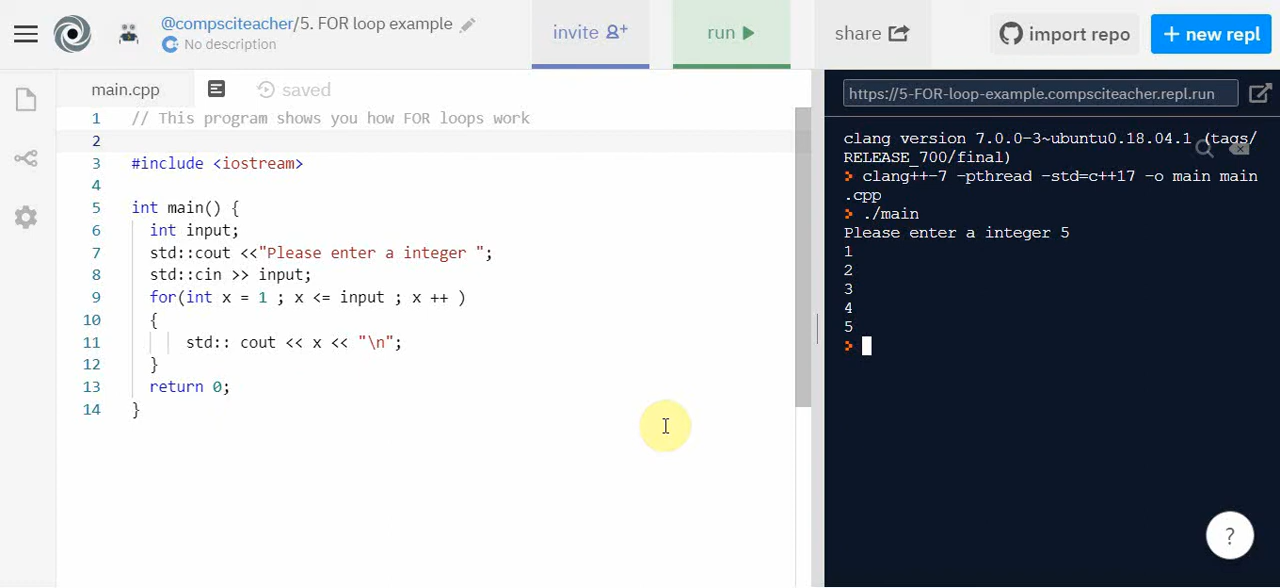 @compsciteacher/5. FOR loop example
No description
invite
run
share
import repo
+ new repl
main.cpp
saved
1 // This program shows you how FOR loops work
2
3 #include <iostream>
4
5 int main() {
6 int input;
7 std::cout <<"Please enter a integer ";
8 std::cin >> input;
9 for(int x = 1 ; x <= input ; x ++ )
10 {
11 std:: cout << x << "\n";
12 }
13 return 0;
14 }
https://5-FOR-loop-example.compsciteacher.repl.run
clang version 7.0.0-3~ubuntu0.18.04.1 (tags/
RELEASE_700/final)
> clang++-7 -pthread -std=c++17 -o main main
.cpp
> ./main
Please enter a integer 5
1
2
3
4
5
>
?